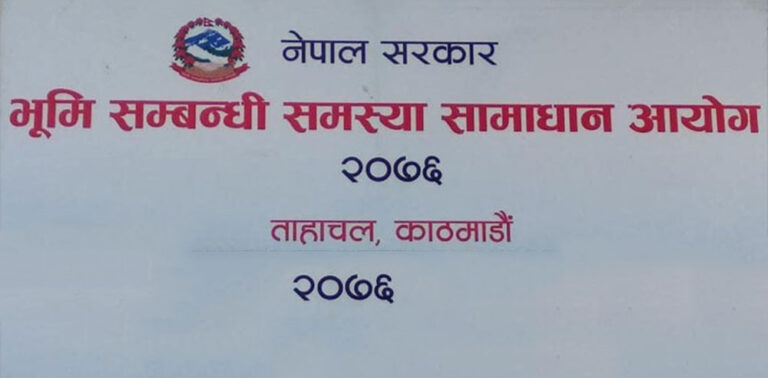 नेपाल सरकार
भूमि सम्बन्धी समस्या सामाधान आयोग
२०७६
ताहाचल, काठमाडौं
२०७६